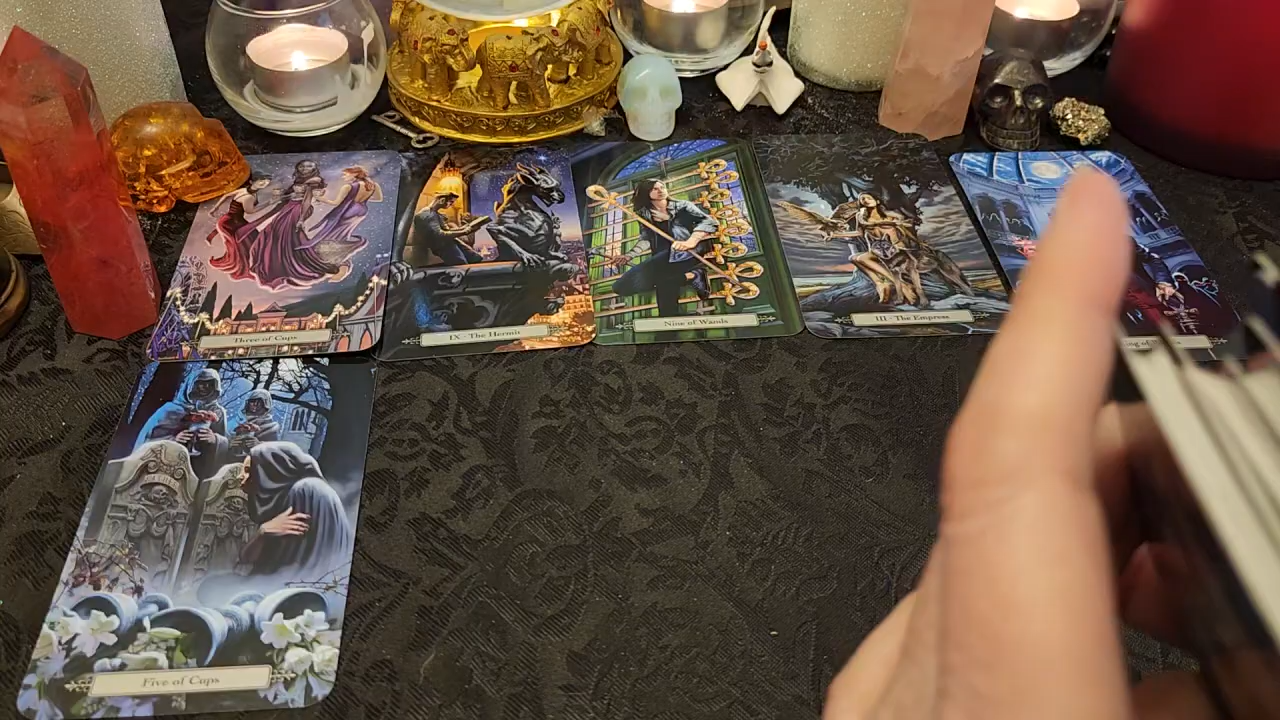 Three of Cups
IX - The Hermit
Nine of Wands
III - The Empress
Five of Cups